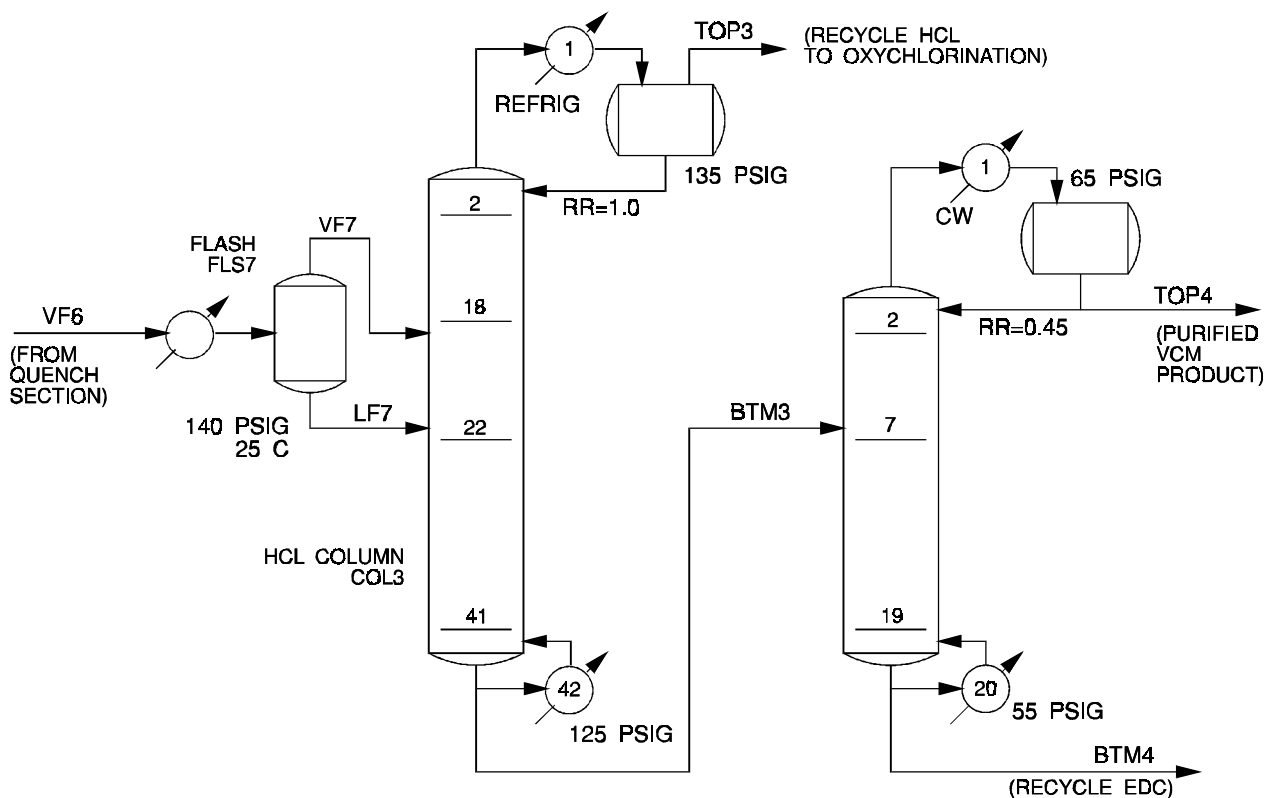 TOP3
(RECYCLE HCL
TO OXYCHLORINATION)
1
REFRIG
135 PSIG
RR=1.0
2
VF7
FLASH
FLS7
18
VF6
(FROM
QUENCH
SECTION)
140 PSIG
25 C
LF7
22
HCL COLUMN
COL3
41
42
125 PSIG
BTM3
1
CW
65 PSIG
TOP4
(PURIFIED
VCM
PRODUCT)
RR=0.45
2
7
19
20
55 PSIG
BTM4
(RECYCLE EDC)